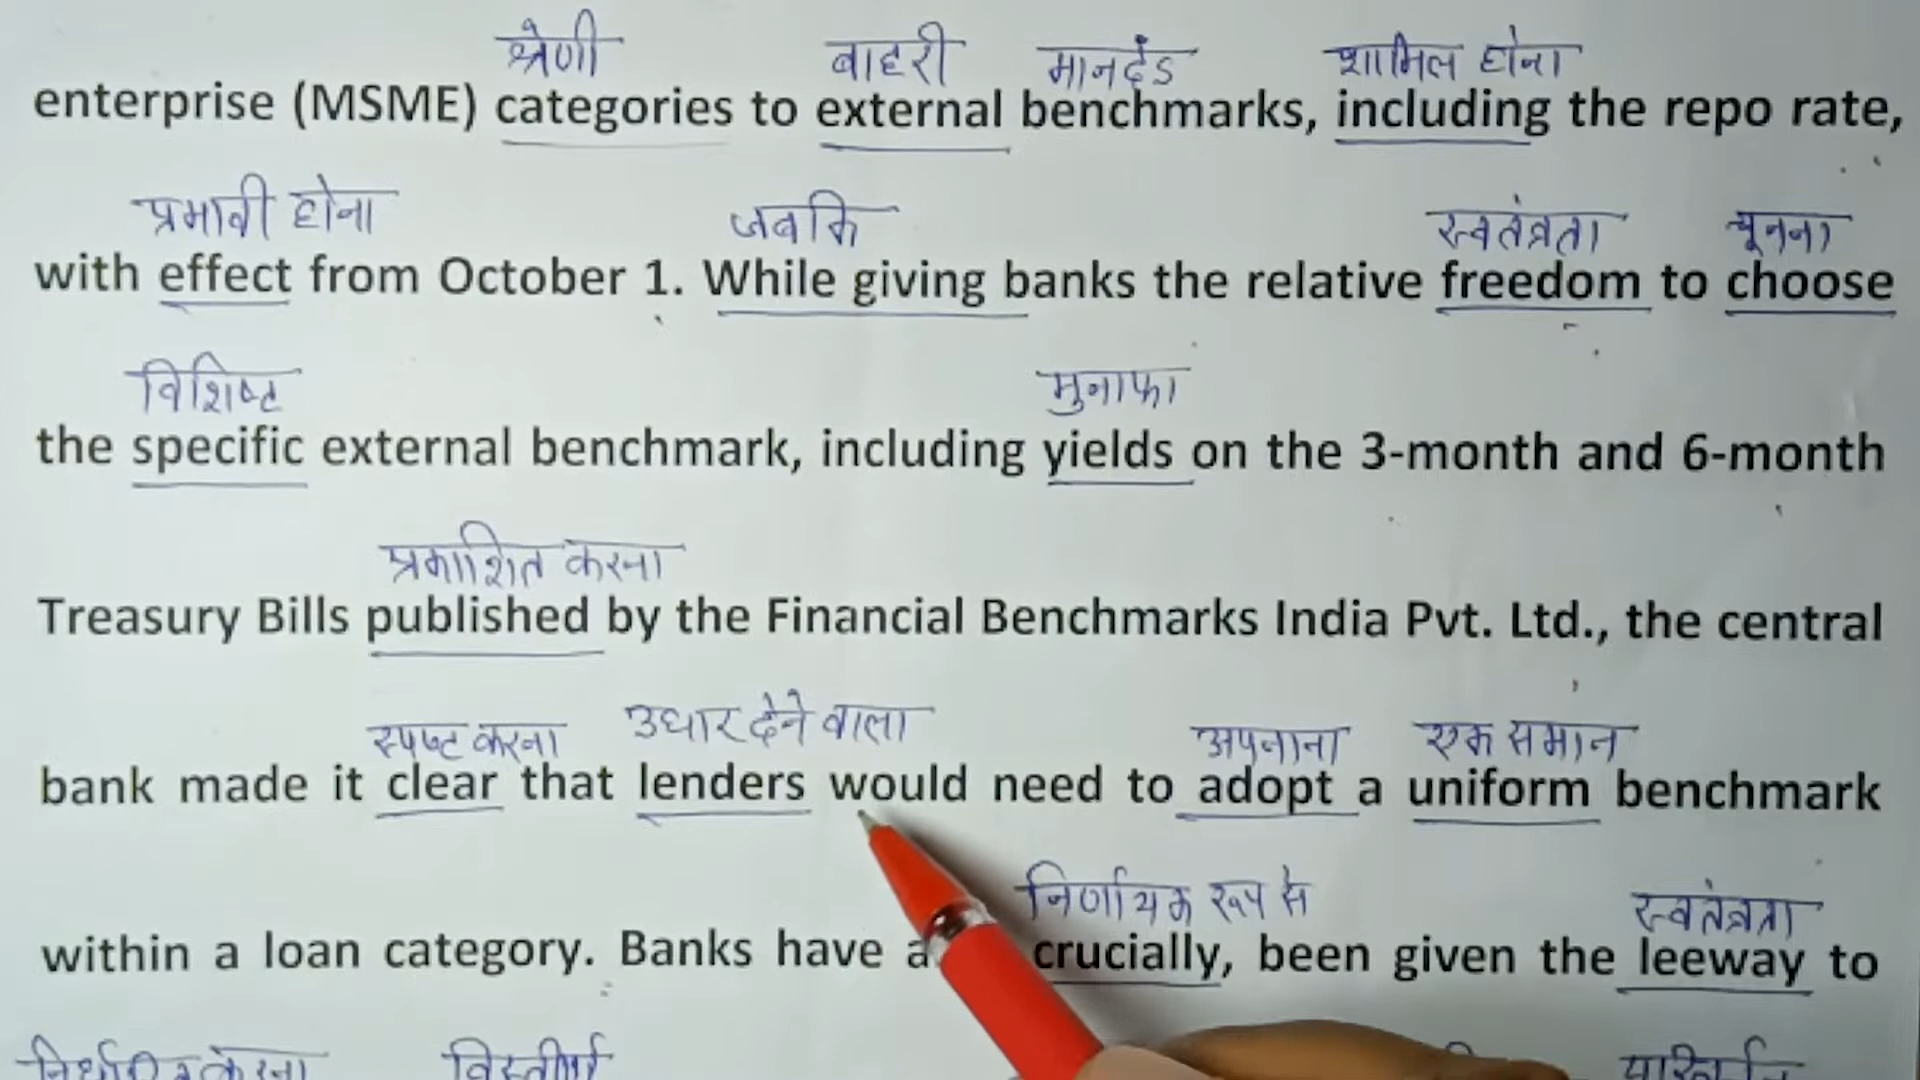 श्रेणी बाहरी मानदंड शामिल होना
enterprise (MSME) categories to external benchmarks, including the repo rate,
प्रभावी होना जबकि स्वतंत्रता चूनना
with effect from October 1. While giving banks the relative freedom to choose
विशिष्ट मुनाफा
the specific external benchmark, including yields on the 3-month and 6-month
प्रकाशित करना
Treasury Bills published by the Financial Benchmarks India Pvt. Ltd., the central
स्पष्ट करना उधार देने वाला अपनाना एक समान
bank made it clear that lenders would need to adopt a uniform benchmark
निर्णायक रूप से स्वतंत्रता
within a loan category. Banks have crucially, been given the leeway to
निर्धारित करना विस्तीर्ण